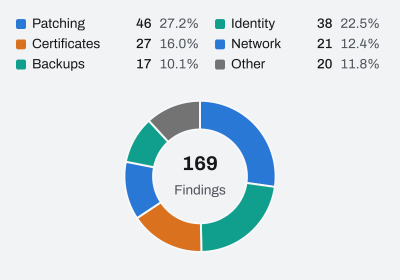 Patching 46 27.2% Identity 38 22.5%
Certificates 27 16.0% Network 21 12.4%
Backups 17 10.1% Other 20 11.8%
169
Findings